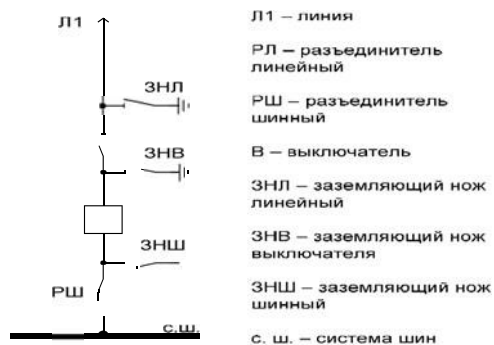 Л1
ЗНЛ
ЗНВ
ЗНШ
РШ
с.ш.
Л1 – линия
РЛ – разъединитель
линейный
РШ – разъединитель
шинный
В – выключатель
ЗНЛ – заземляющий нож
линейный
ЗНВ – заземляющий нож
выключателя
ЗНШ – заземляющий нож
шинный
с. ш. – система шин